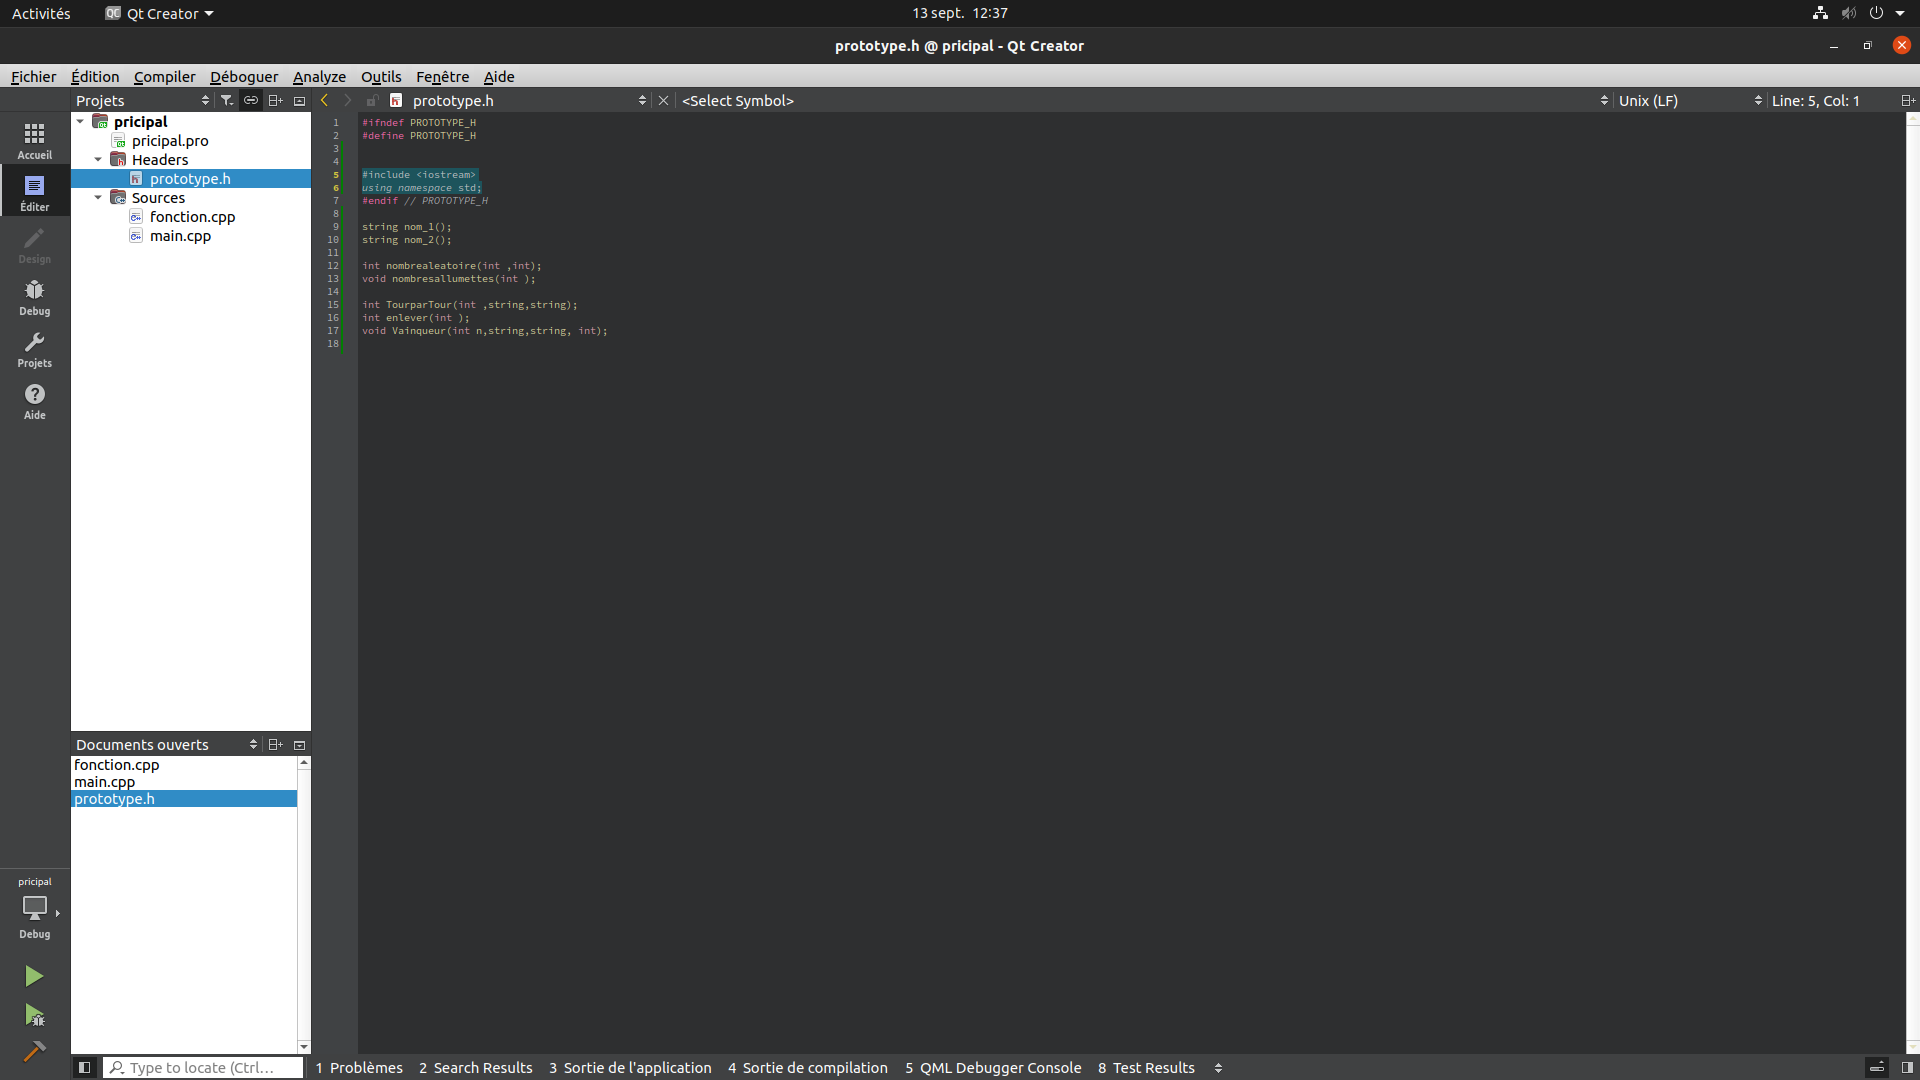 Activités
Qt Creator
13 sept. 12:37
prototype.h @ pricipal - Qt Creator
Fichier Édition Compiler Déboguer Analyze Outils Fenêtre Aide
Projets
prototype.h
<Select Symbol>
Unix (LF)
Line: 5, Col: 1
Accueil
Éditer
Design
Debug
Projets
Aide
pricipal
pricipal.pro
Headers
prototype.h
Sources
fonction.cpp
main.cpp
1 #ifndef PROTOTYPE_H
2 #define PROTOTYPE_H
3
4
5 #include <iostream>
6 using namespace std;
7 #endif // PROTOTYPE_H
8
9 string nom_1();
10 string nom_2();
11
12 int nombrealeatoire(int ,int);
13 void nombresallumettes(int );
14
15 int TourparTour(int ,string,string);
16 int enlever(int );
17 void Vainqueur(int n,string,string, int);
18
Documents ouverts
fonction.cpp
main.cpp
prototype.h
pricipal
Debug
Type to locate (Ctrl...
1 Problèmes 2 Search Results 3 Sortie de l'application 4 Sortie de compilation 5 QML Debugger Console 8 Test Results